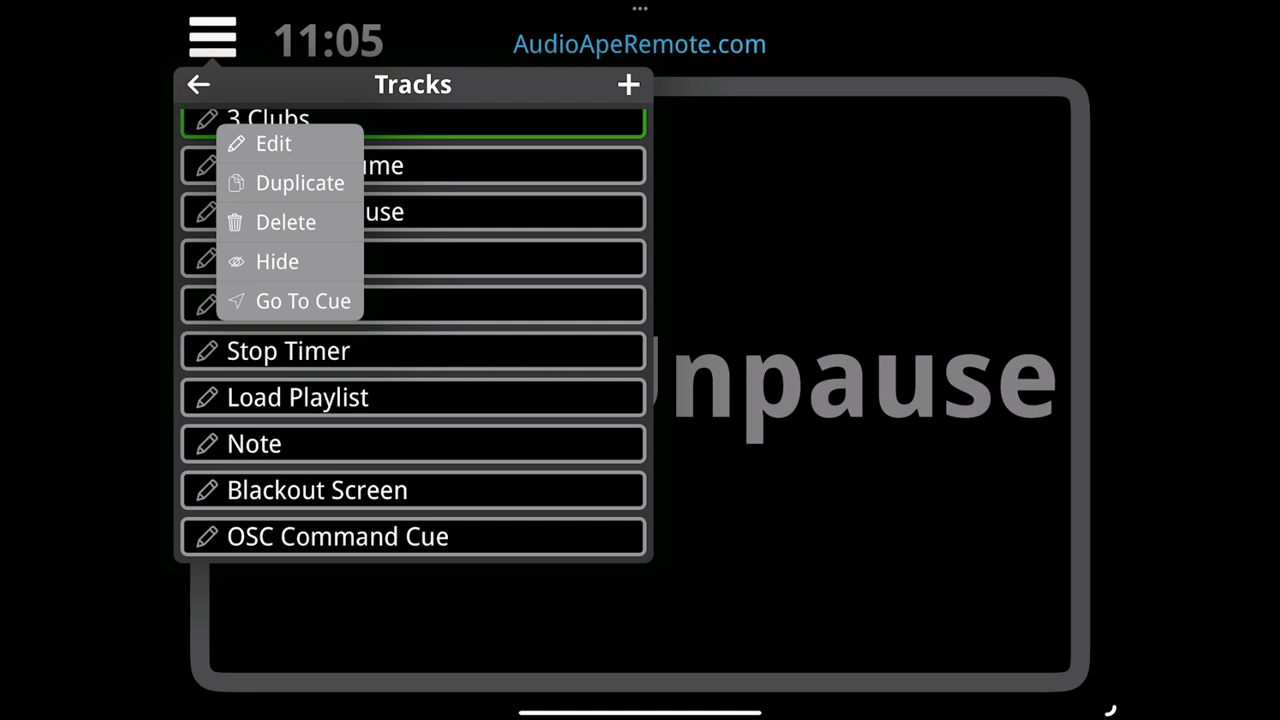 11:05
AudioApeRemote.com
Tracks
3 Clubs
Edit
ume
Duplicate
use
Delete
Hide
Go To Cue
Stop Timer
npause
Load Playlist
Note
Blackout Screen
OSC Command Cue